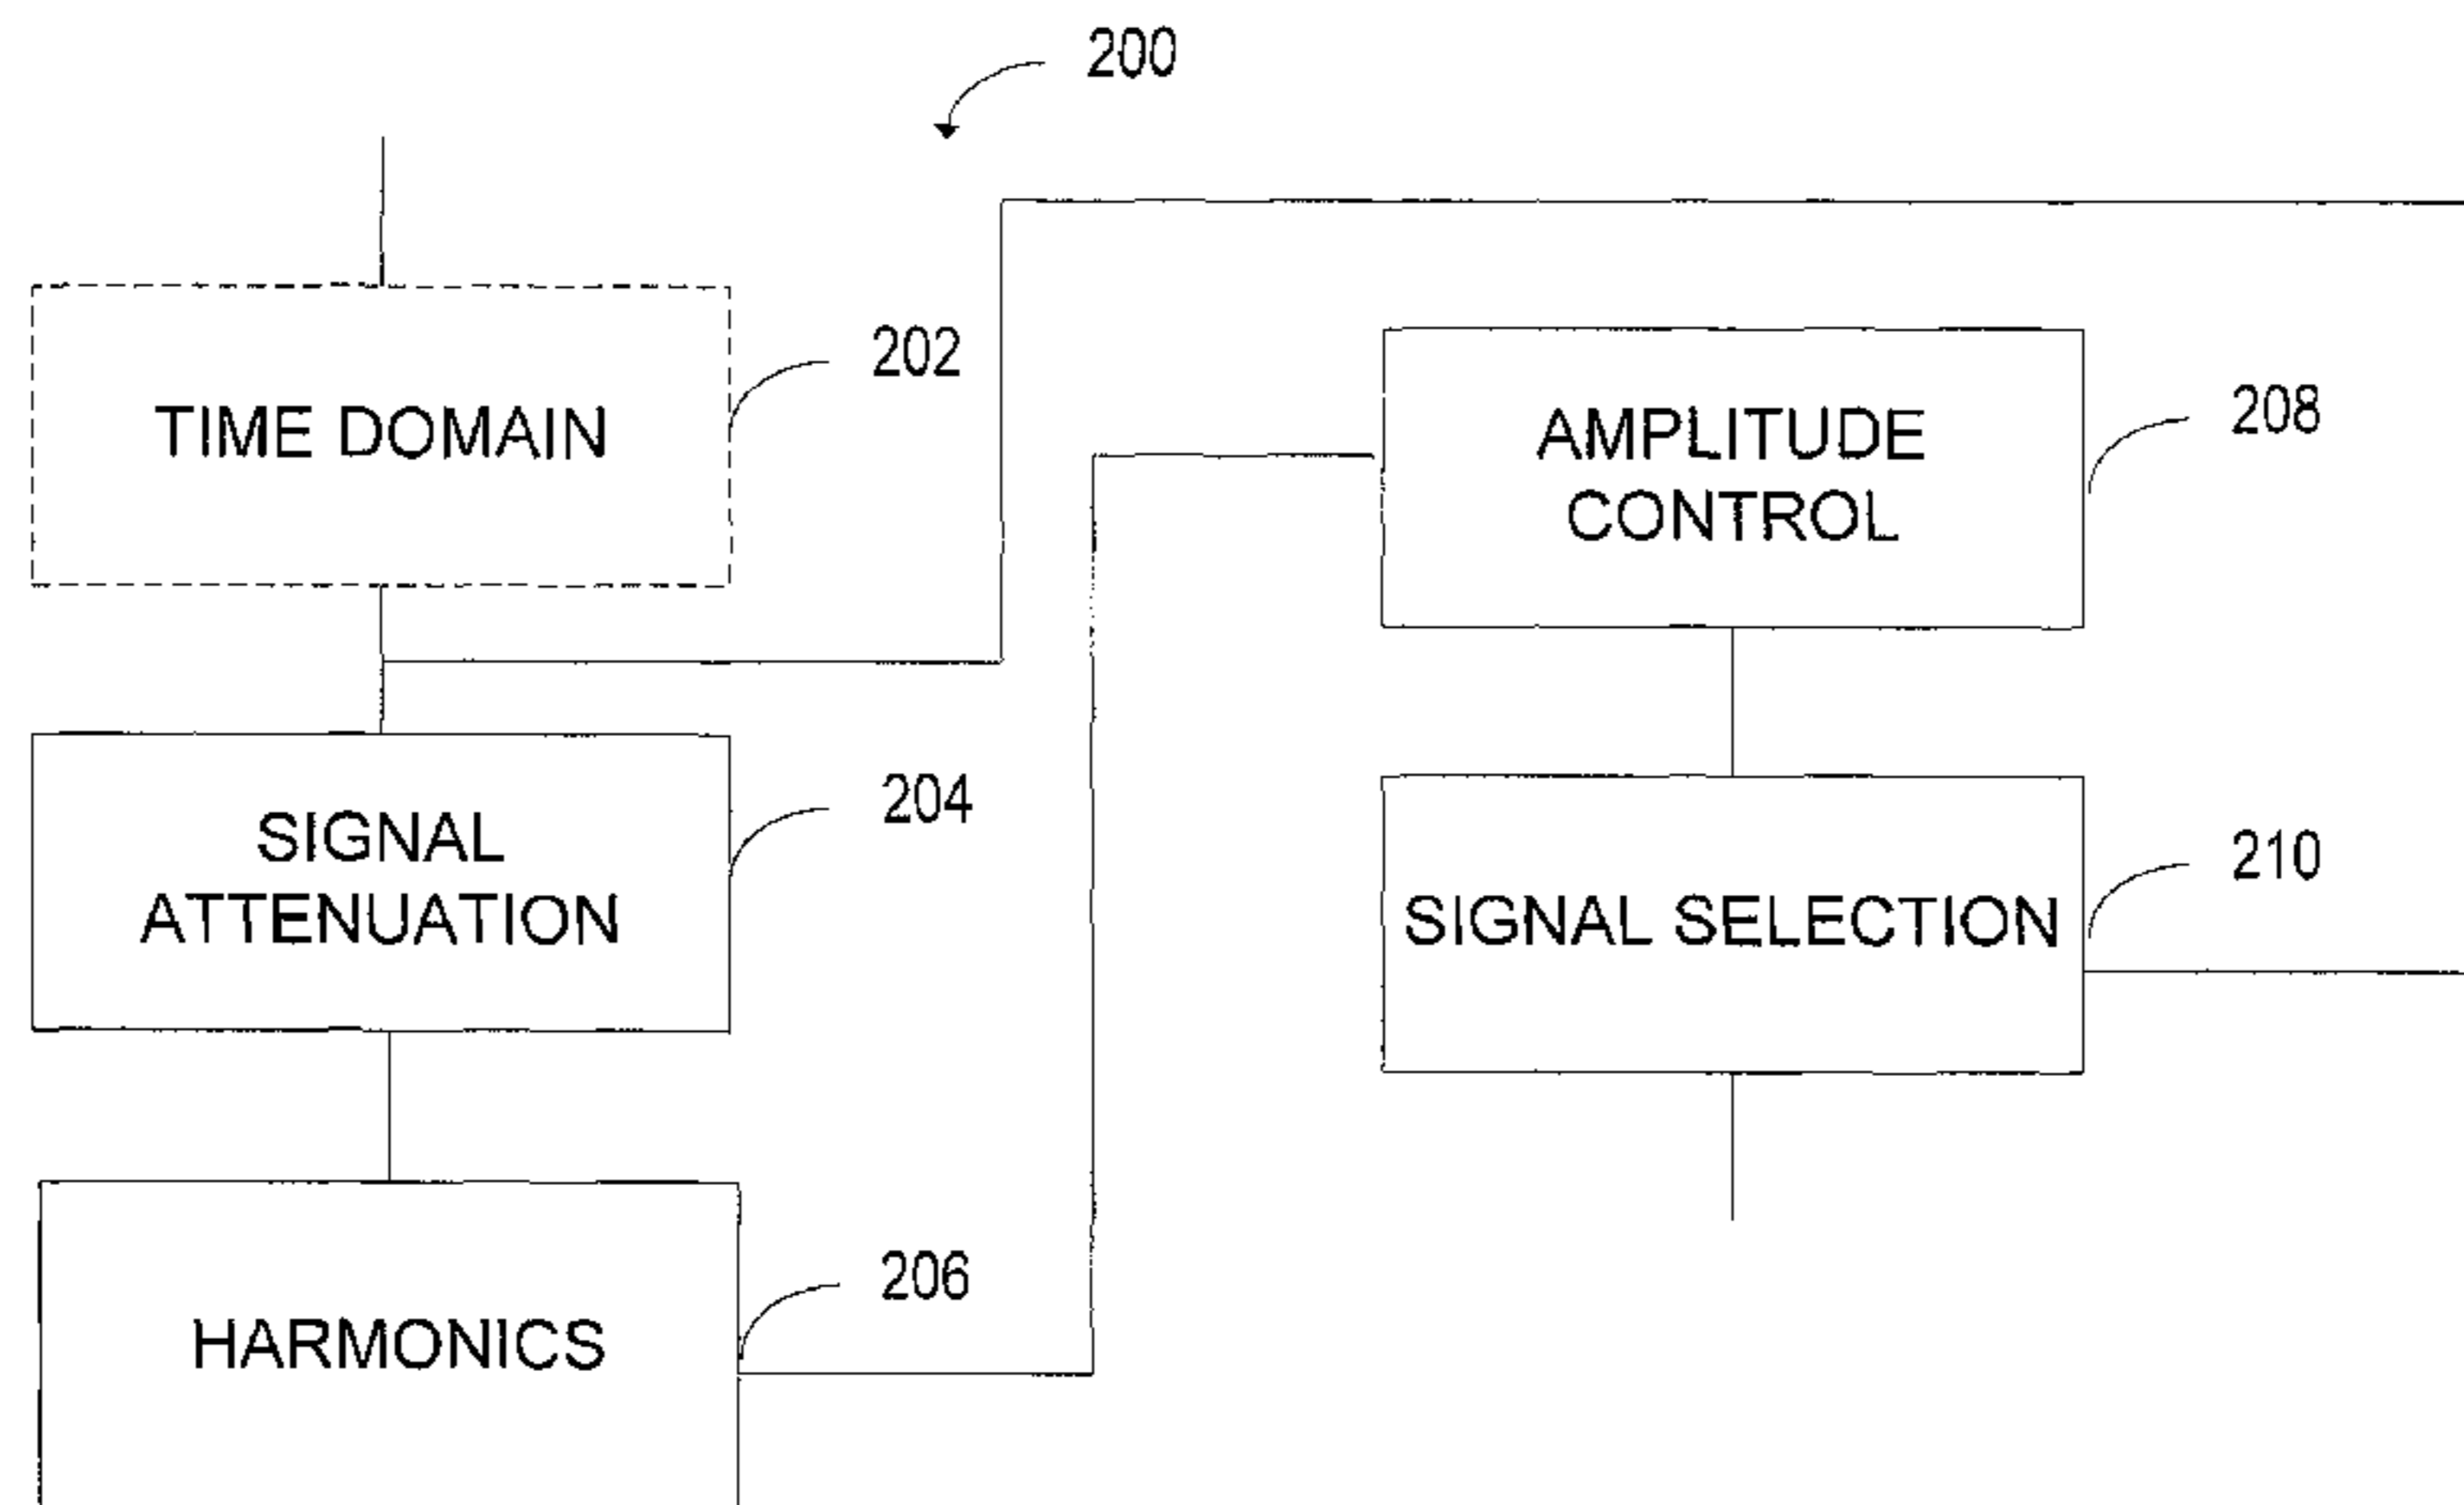 200
TIME DOMAIN
202
SIGNAL
ATTENUATION
204
HARMONICS
206
AMPLITUDE
CONTROL
208
SIGNAL SELECTION
210